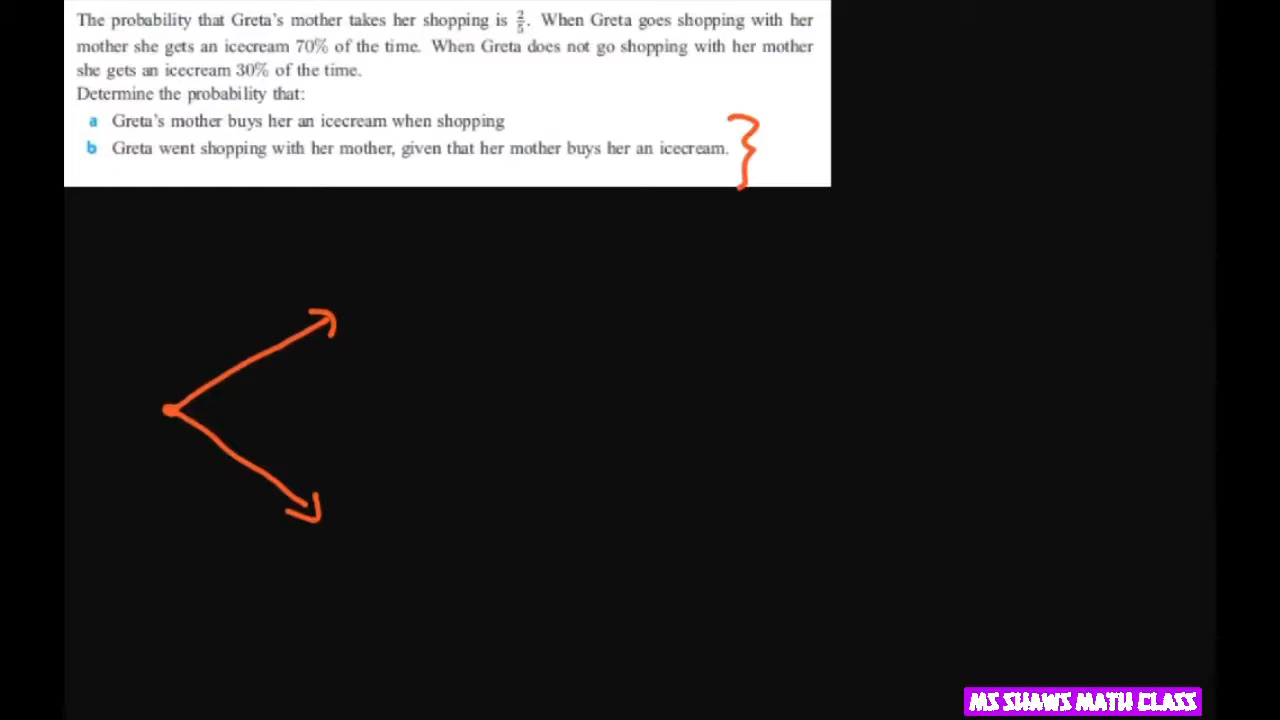 The probability that Greta's mother takes her shopping is 2/5. When Greta goes shopping with her
mother she gets an icecream 70% of the time. When Greta does not go shopping with her mother
she gets an icecream 30% of the time.
Determine the probability that:
a Greta's mother buys her an icecream when shopping
b Greta went shopping with her mother, given that her mother buys her an icecream.
MS SHAWS MATH CLASS